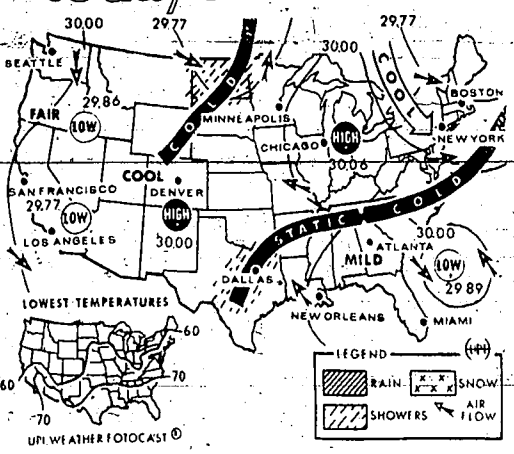 30.00
29.77
30.00
29.77
SEATTLE
29.86
FAIR
LOW
COLD
MINNEAPOLIS
COOL
BOSTON
NEW YORK
CHICAGO
HIGH
30.06
COOL
DENVER
SAN FRANCISCO
29.77
LOW
LOS ANGELES
HIGH
30.00
STATIC COLD
30.00
ATLANTA
MILD
LOW
29.89
DALLAS
NEW ORLEANS
MIAMI
LOWEST TEMPERATURES
60
60
70
70
UPI WEATHER FOTOCAST
LEGEND
(UPI)
RAIN
SNOW
SHOWERS
AIR
FLOW